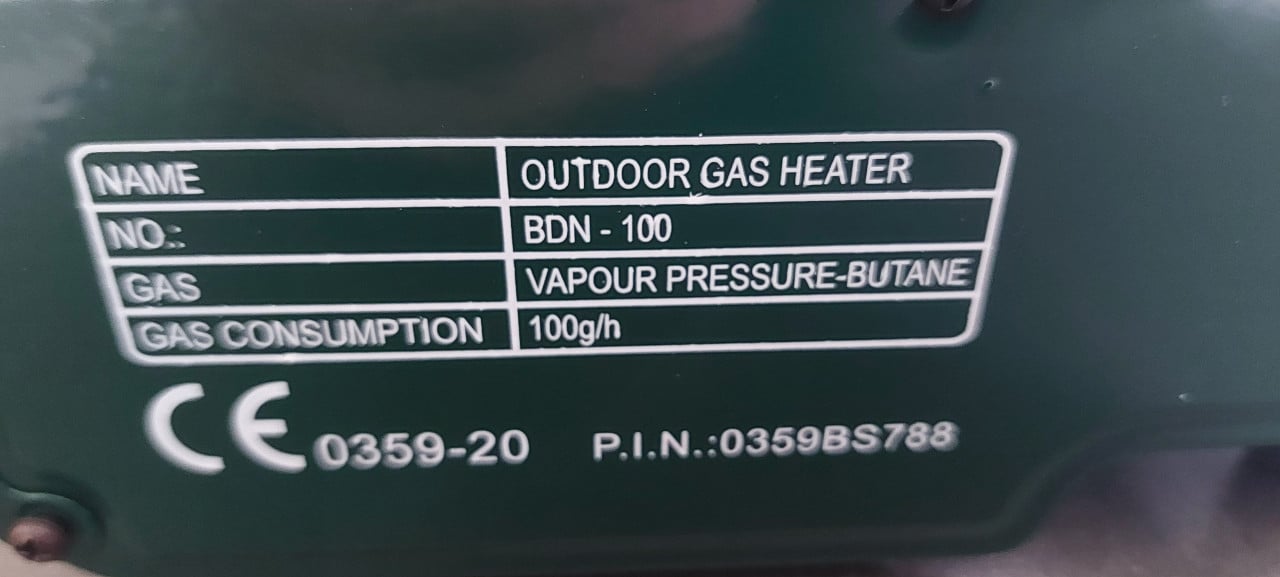 NAME OUTDOOR GAS HEATER
NO.: BDN - 100
GAS VAPOUR PRESSURE-BUTANE
GAS CONSUMPTION 100g/h
CE 0359-20 P.I.N.:0359BS788